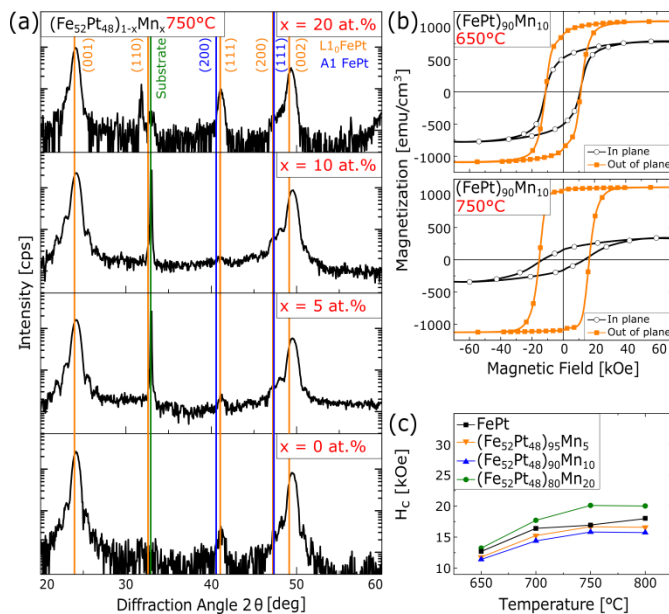 (a)
(Fe₅₂Pt₄₈)₁₋ₓMnₓ 750°C
x = 20 at.%
(001)
(110)
Substrate
(200)
(111)
(200)
(111)
(002)
L1₀FePt
A1 FePt
x = 10 at.%
x = 5 at.%
x = 0 at.%
Intensity [cps]
20 30 40 50 60
Diffraction Angle 2θ [deg]
(b)
(FePt)₉₀Mn₁₀
650°C
1000
500
0
-500
-1000
In plane
Out of plane
(FePt)₉₀Mn₁₀
750°C
1000
500
0
-500
-1000
In plane
Out of plane
Magnetization [emu/cm³]
-60 -40 -20 0 20 40 60
Magnetic Field [kOe]
(c)
FePt
(Fe₅₂Pt₄₈)₉₅Mn₅
(Fe₅₂Pt₄₈)₉₀Mn₁₀
(Fe₅₂Pt₄₈)₈₀Mn₂₀
35
30
25
20
15
10
H_c [kOe]
650 700 750 800
Temperature [ºC]